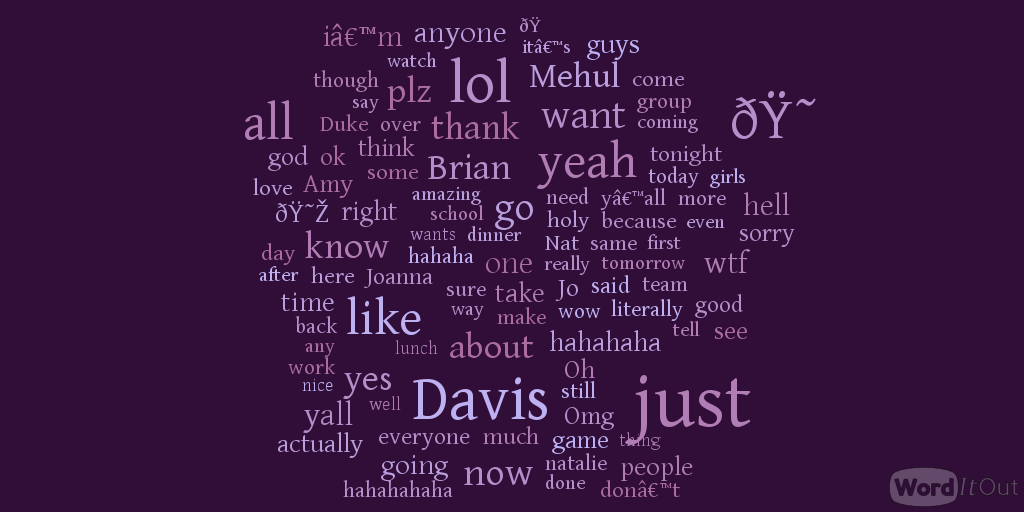 iâ€™m anyone ðŸ
itâ€™s guys
watch
though plz lol Mehul come
say want group
all Duke over thank coming ðŸ˜
god ok think Brian yeah tonight
some today girls
love Amy amazing need yâ€™all more hell
ðŸ˜Ž right school go holy because even
sorry
day know wants dinner Nat same first
hahaha one really tomorrow wtf
after here Joanna
sure take Jo said team
time like way make wow literally good
back tell see
any lunch about hahahaha
work Oh
nice yes Davis still just
yall well Omg
actually everyone much game thing
going now natalie people
hahahahaha done donâ€™t
WordItOut